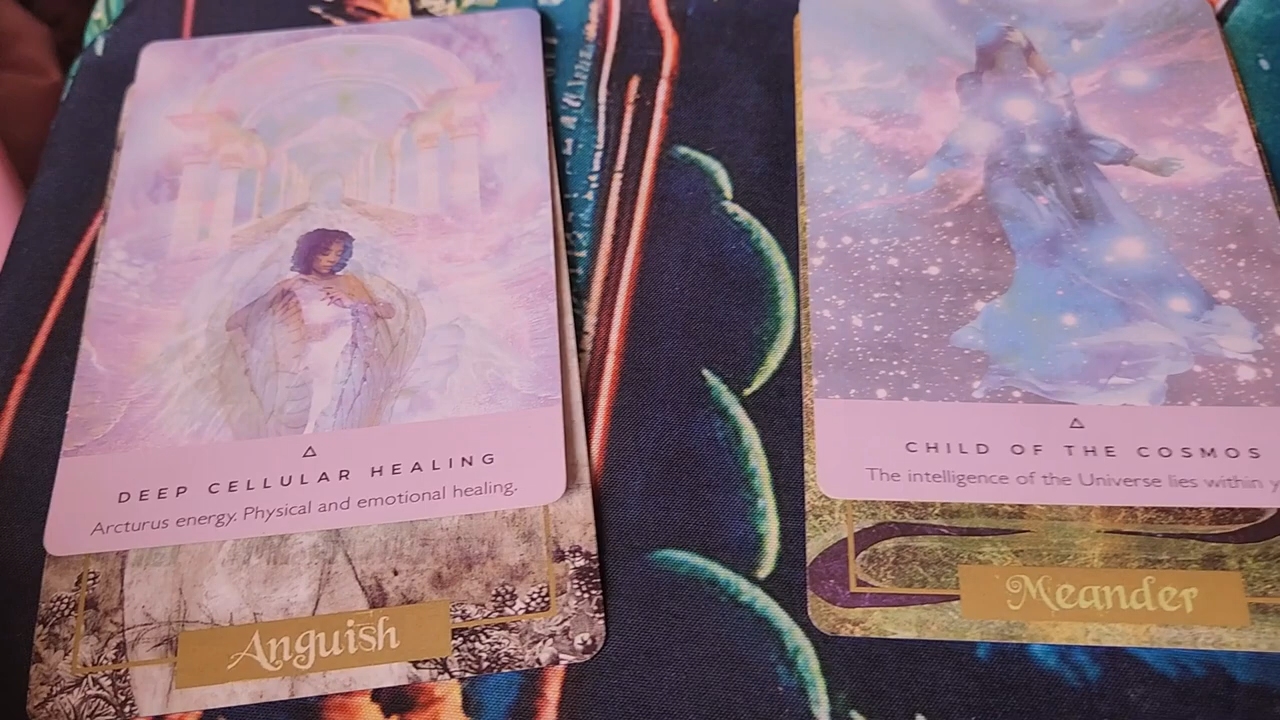 DEEP CELLULAR HEALING
Arcturus energy. Physical and emotional healing.
Anguish
CHILD OF THE COSMOS
The intelligence of the Universe lies within
Meander